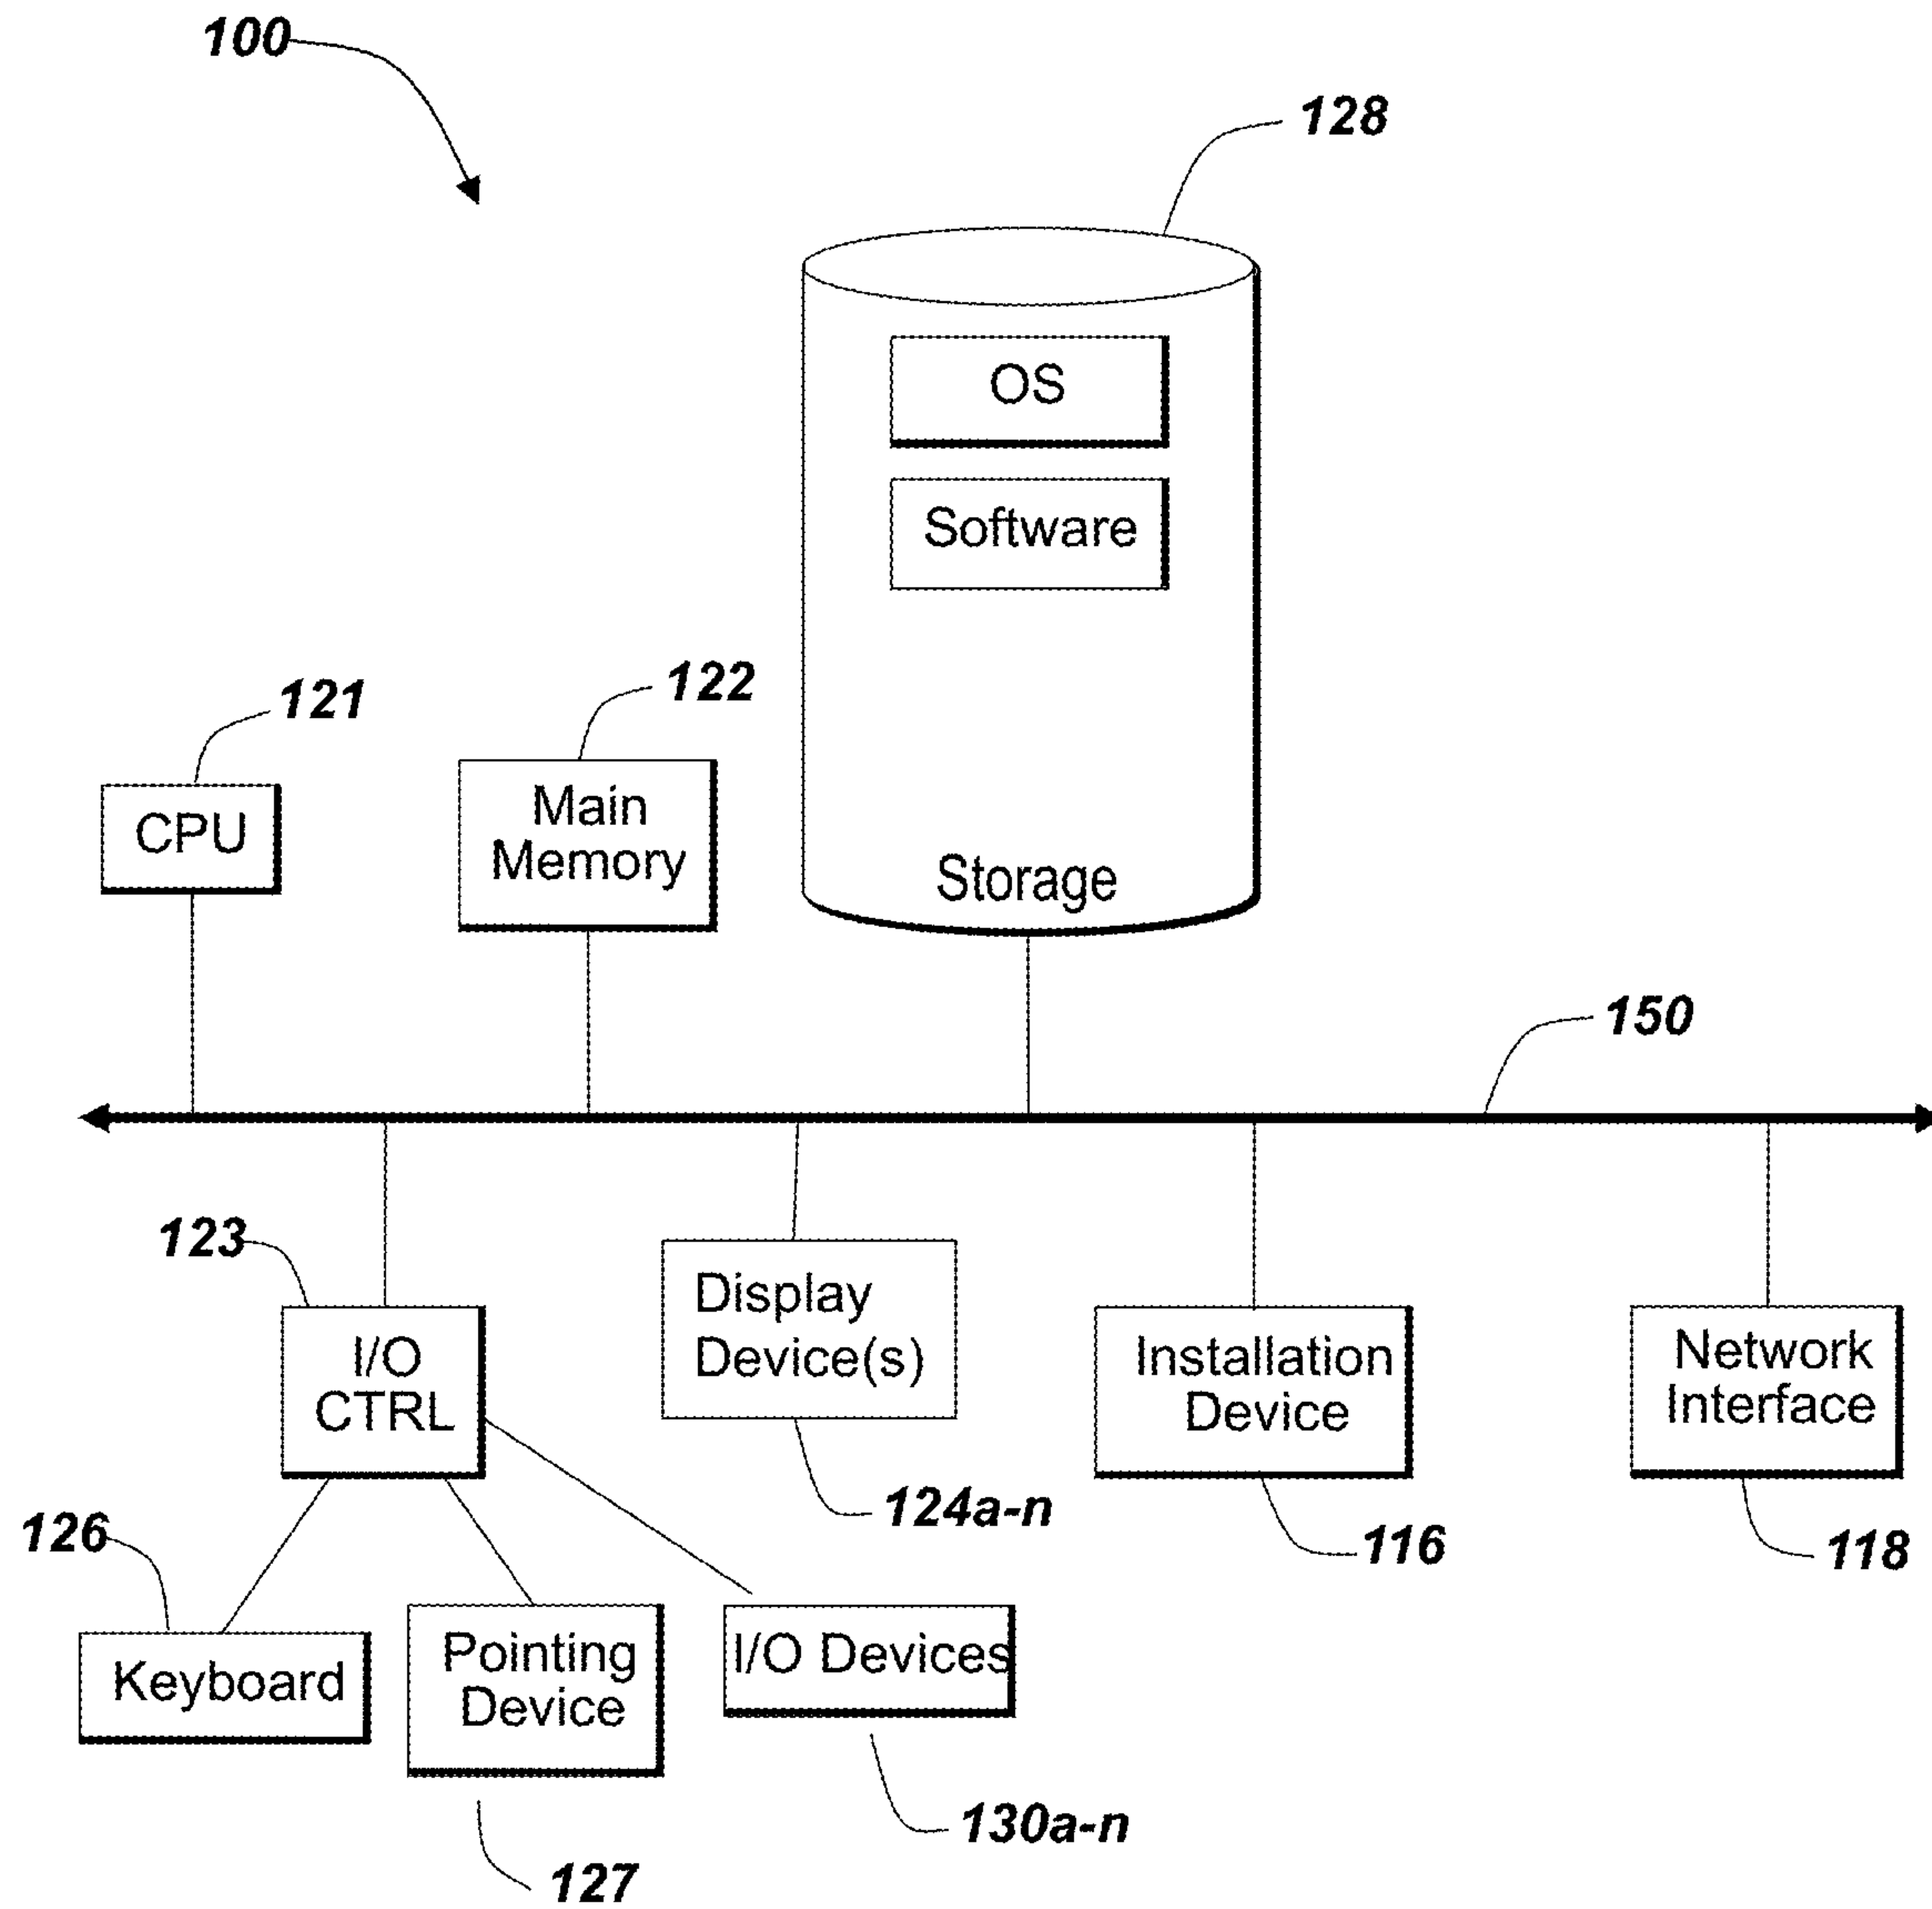 100
128
OS
Software
121
122
CPU
Main
Memory
Storage
150
123
I/O
CTRL
Display
Device(s)
Installation
Device
Network
Interface
124a-n
116
118
126
Keyboard
Pointing
Device
I/O Devices
130a-n
127